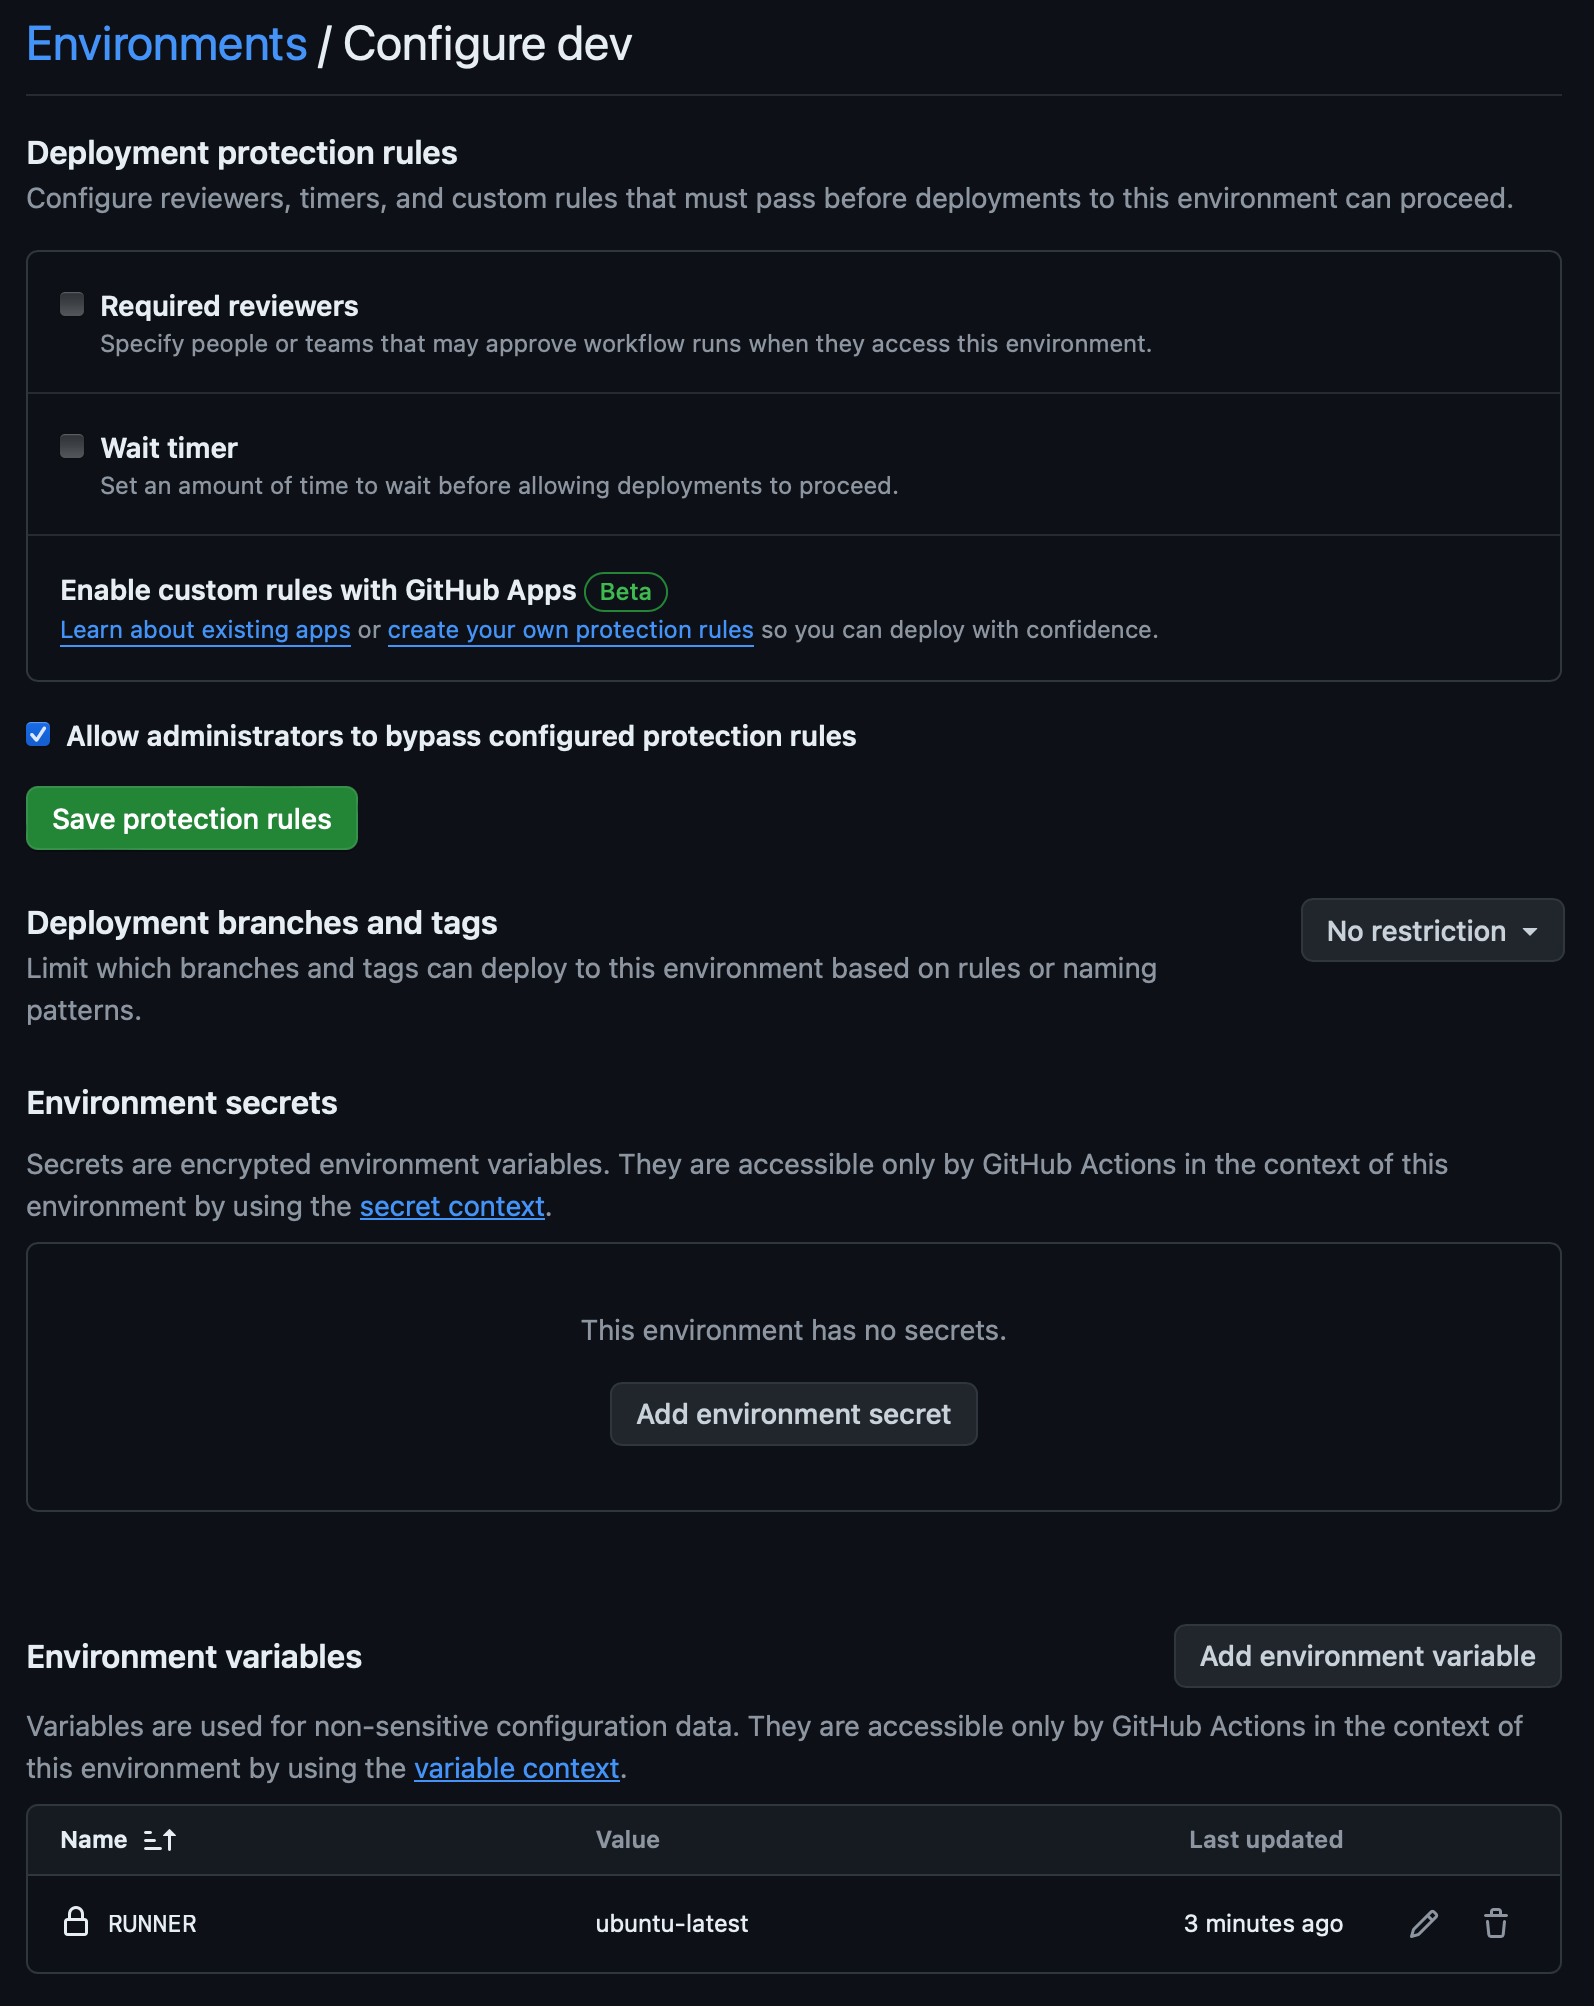 Environments / Configure dev
Deployment protection rules
Configure reviewers, timers, and custom rules that must pass before deployments to this environment can proceed.
Required reviewers
Specify people or teams that may approve workflow runs when they access this environment.
Wait timer
Set an amount of time to wait before allowing deployments to proceed.
Enable custom rules with GitHub Apps Beta
Learn about existing apps or create your own protection rules so you can deploy with confidence.
Allow administrators to bypass configured protection rules
Save protection rules
Deployment branches and tags
No restriction
Limit which branches and tags can deploy to this environment based on rules or naming
patterns.
Environment secrets
Secrets are encrypted environment variables. They are accessible only by GitHub Actions in the context of this
environment by using the secret context.
This environment has no secrets.
Add environment secret
Environment variables
Add environment variable
Variables are used for non-sensitive configuration data. They are accessible only by GitHub Actions in the context of
this environment by using the variable context.
Name Value Last updated
RUNNER ubuntu-latest 3 minutes ago